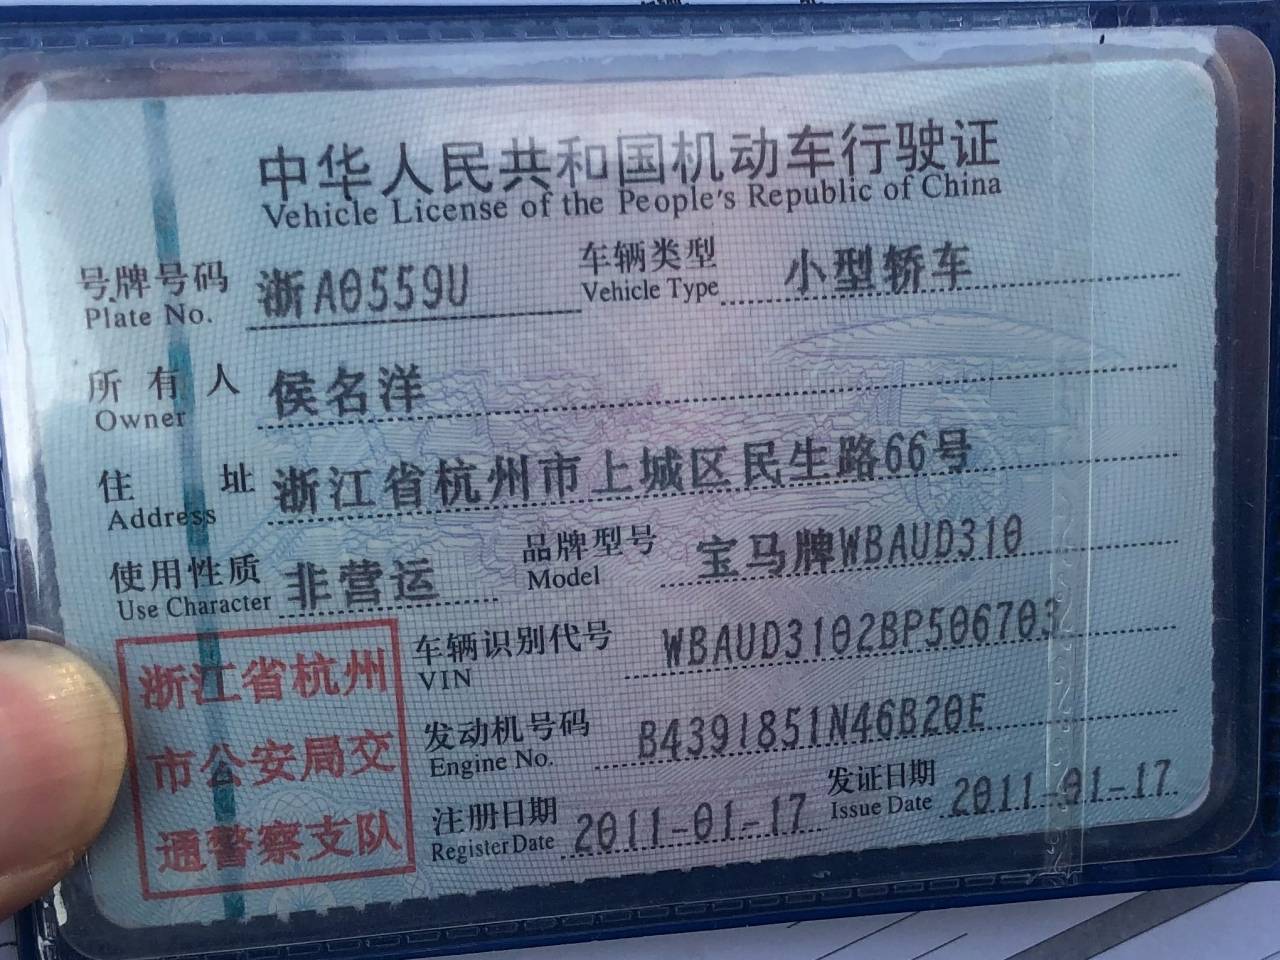 中华人民共和国机动车行驶证
Vehicle License of the People's Republic of China
号牌号码 浙A0559U 车辆类型 小型轿车
Plate No. Vehicle Type
所有人 侯名洋
Owner
住址 浙江省杭州市上城区民生路66号
Address
使用性质 非营运 品牌型号 宝马牌WBAUD310
Use Character Model
车辆识别代号 WBAUD3102BP506703
VIN
发动机号码 B4391851N46B20E
Engine No.
注册日期 2011-01-17 发证日期 2011-01-17
Register Date Issue Date
浙江省杭州
市公安局交
通警察支队